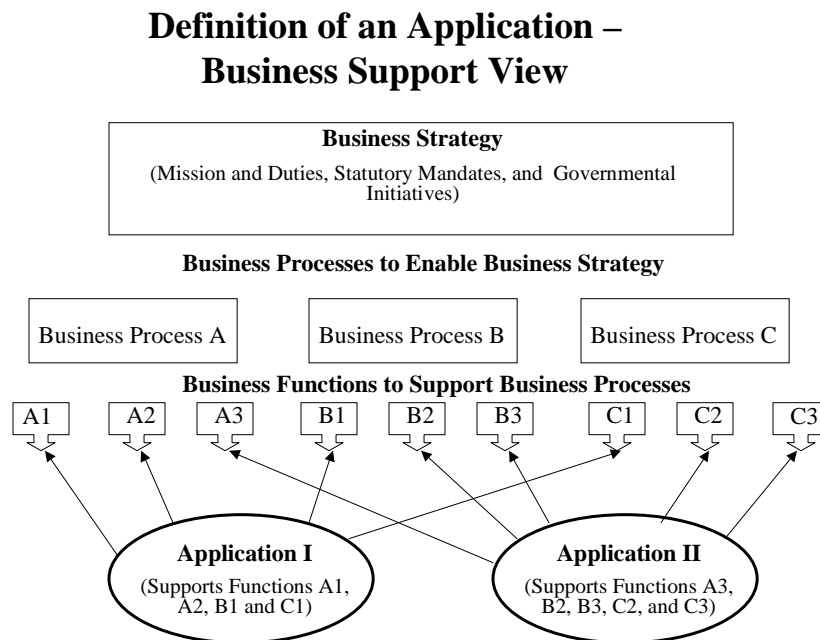 Definition of an Application –
Business Support View
Business Strategy
(Mission and Duties, Statutory Mandates, and Governmental
Initiatives)
Business Processes to Enable Business Strategy
Business Process A
Business Process B
Business Process C
Business Functions to Support Business Processes
A1 A2 A3 B1 B2 B3 C1 C2 C3
Application I
(Supports Functions A1,
A2, B1 and C1)
Application II
(Supports Functions A3,
B2, B3, C2, and C3)